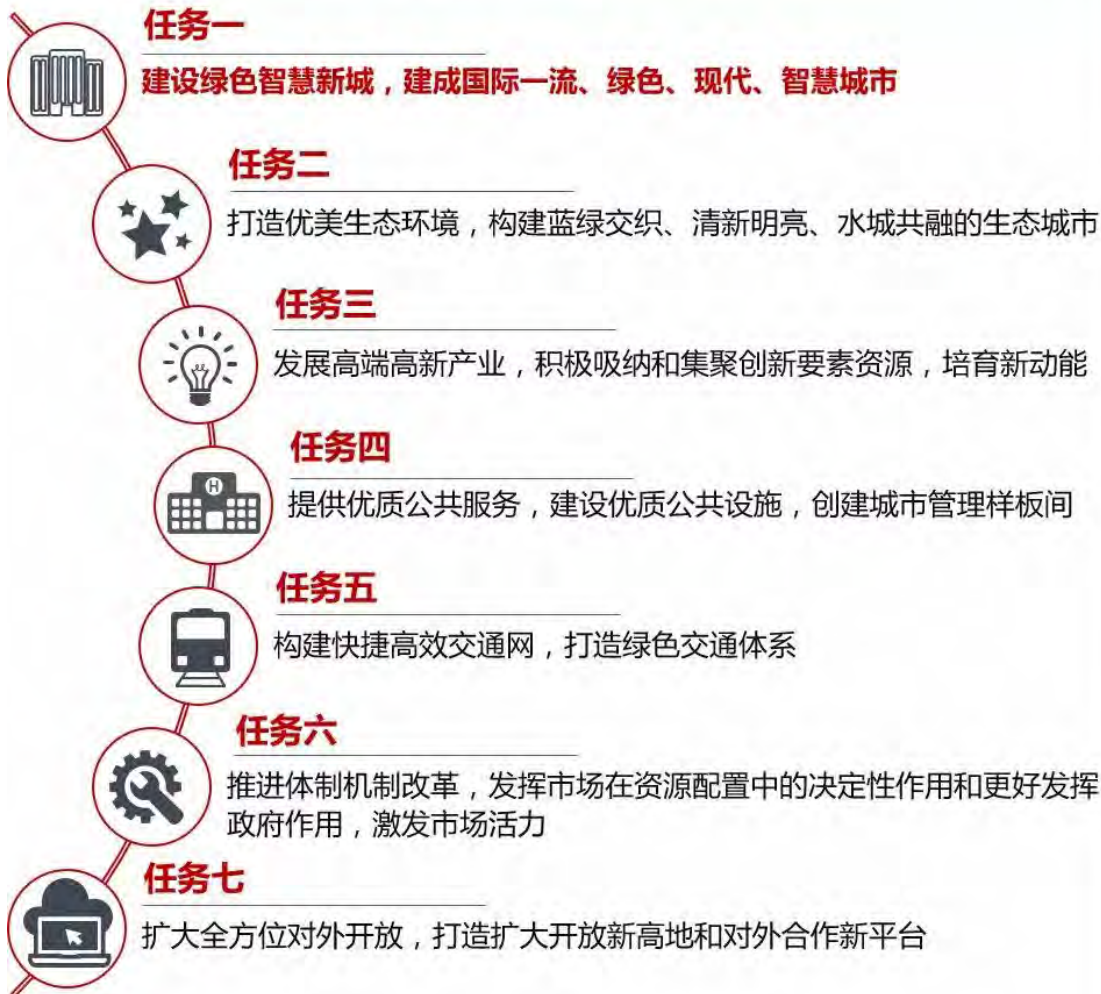 任务一
建设绿色智慧新城，建成国际一流、绿色、现代、智慧城市
任务二
打造优美生态环境，构建蓝绿交织、清新明亮、水城共融的生态城市
任务三
发展高端高新产业，积极吸纳和集聚创新要素资源，培育新动能
任务四
H
提供优质公共服务，建设优质公共设施，创建城市管理样板间
任务五
构建快捷高效交通网，打造绿色交通体系
任务六
推进体制机制改革，发挥市场在资源配置中的决定性作用和更好发挥
政府作用，激发市场活力
任务七
扩大全方位对外开放，打造扩大开放新高地和对外合作新平台